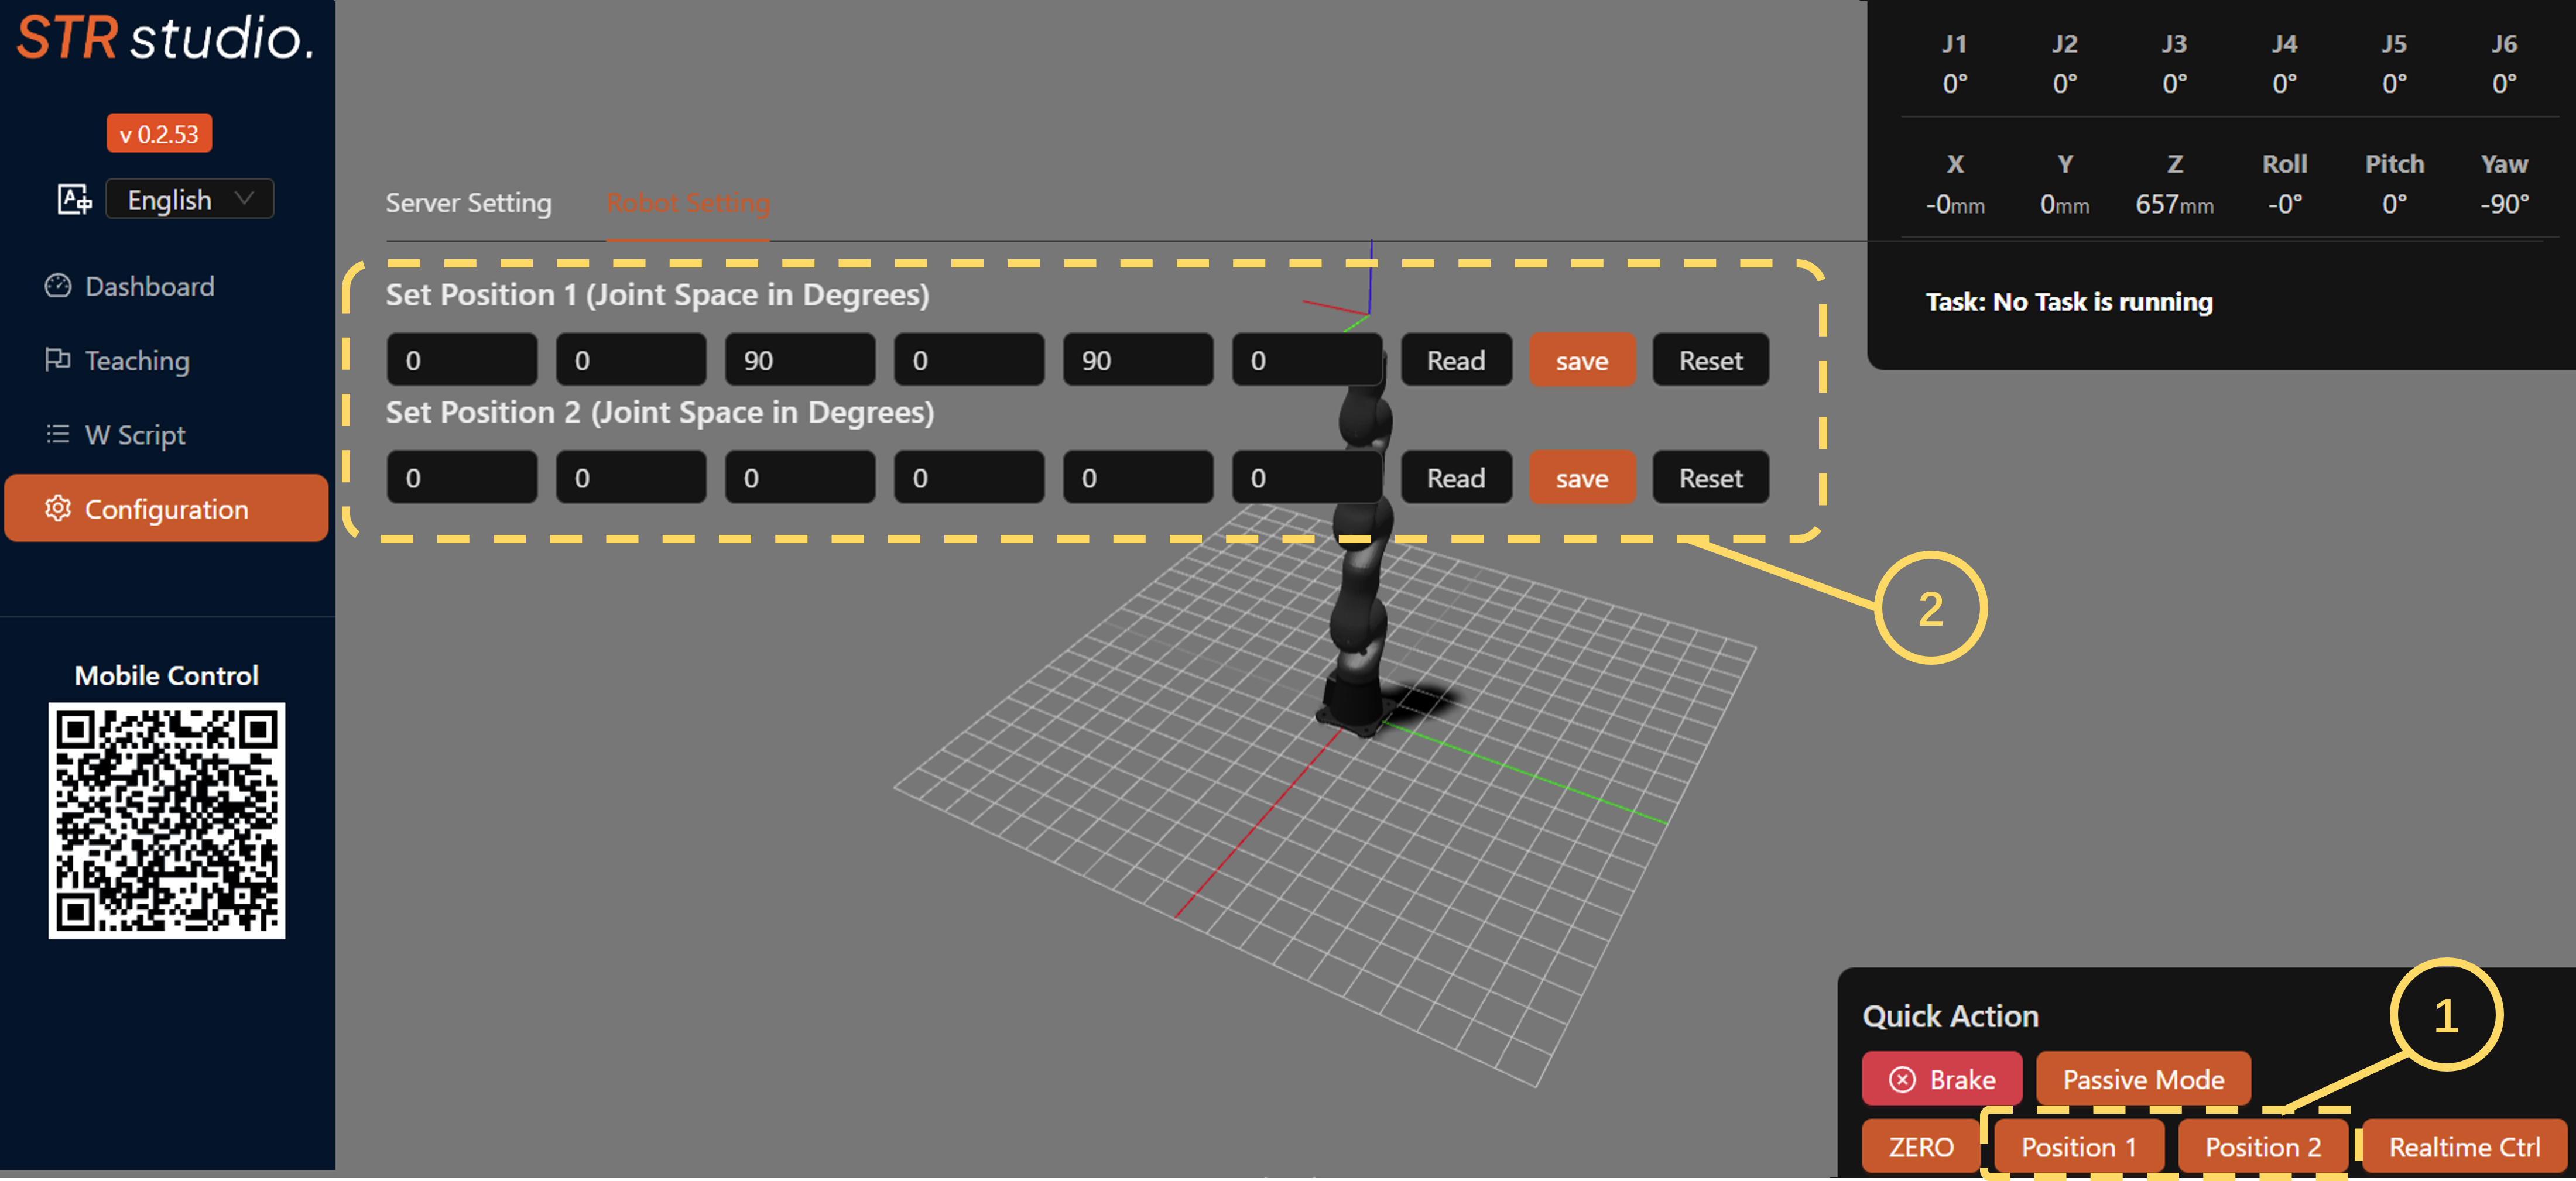 STR studio.
v 0.2.53
English
Dashboard
Teaching
W Script
Configuration
Mobile Control
Server Setting Robot Setting
Set Position 1 (Joint Space in Degrees)
0 0 90 0 90 0 Read save Reset
Set Position 2 (Joint Space in Degrees)
0 0 0 0 0 0 Read save Reset
2
J1 J2 J3 J4 J5 J6
0° 0° 0° 0° 0° 0°
X Y Z Roll Pitch Yaw
-0mm 0mm 657mm -0° 0° -90°
Task: No Task is running
1
Quick Action
Brake Passive Mode
ZERO Position 1 Position 2 Realtime Ctrl